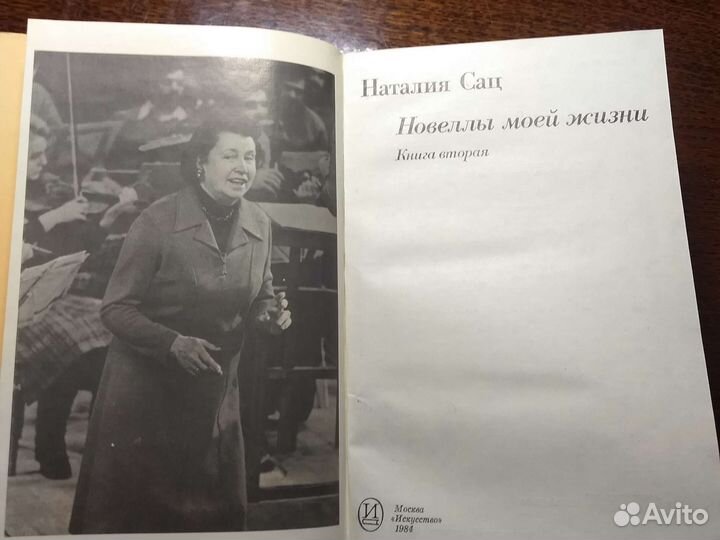 Наталия Сац
Новеллы моей жизни
Книга вторая
И
Москва
«Искусство»
1984
Avito